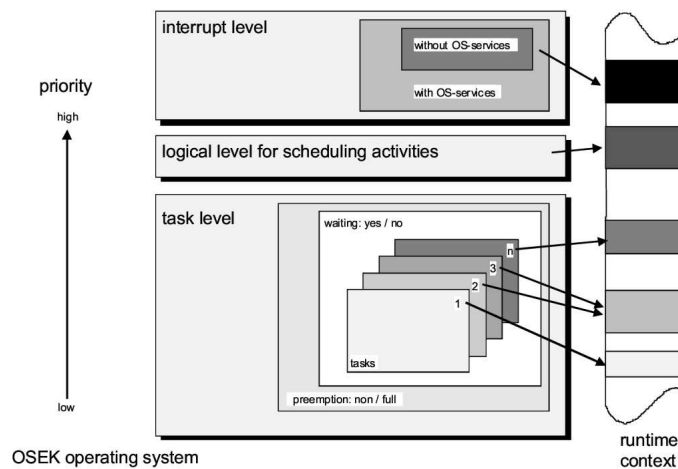 interrupt level
without OS-services
with OS-services
priority
high
logical level for scheduling activities
task level
waiting: yes / no
n
3
2
1
tasks
preemption: non / full
low
OSEK operating system
runtime
context